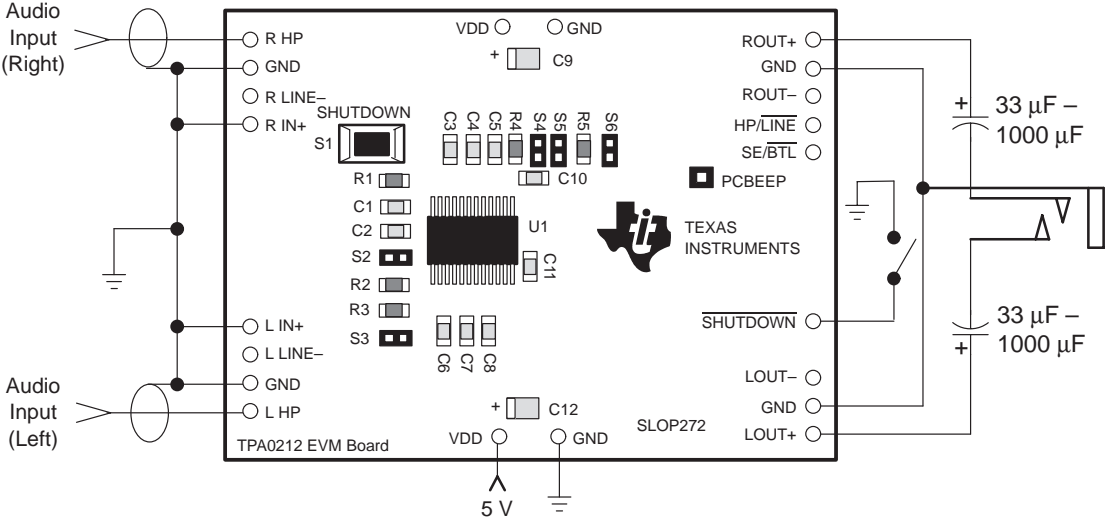 Audio
Input
(Right)
R HP
GND
R LINE–
R IN+
VDD
GND
+
C9
SHUTDOWN
S1
C3
C4
C5
R4
S4
S5
R5
S6
C10
R1
C1
C2
S2
R2
R3
S3
U1
C11
C6
C7
C8
PCBEEP
TEXAS
INSTRUMENTS
ROUT+
GND
ROUT–
HP/LINE
SE/BTL
SHUTDOWN
LOUT–
GND
LOUT+
+
33 μF –
1000 μF
33 μF –
1000 μF
+
L IN+
L LINE–
GND
L HP
Audio
Input
(Left)
+
C12
VDD
GND
SLOP272
TPA0212 EVM Board
5 V